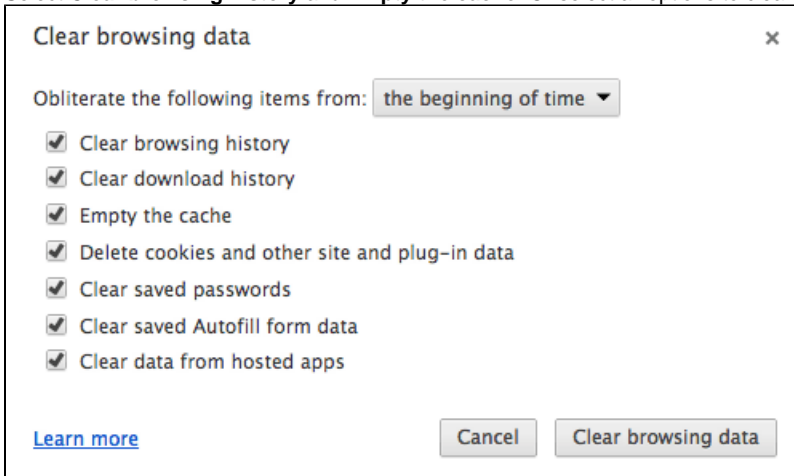 Clear browsing data
Obliterate the following items from: the beginning of time
Clear browsing history
Clear download history
Empty the cache
Delete cookies and other site and plug-in data
Clear saved passwords
Clear saved Autofill form data
Clear data from hosted apps
Learn more Cancel Clear browsing data